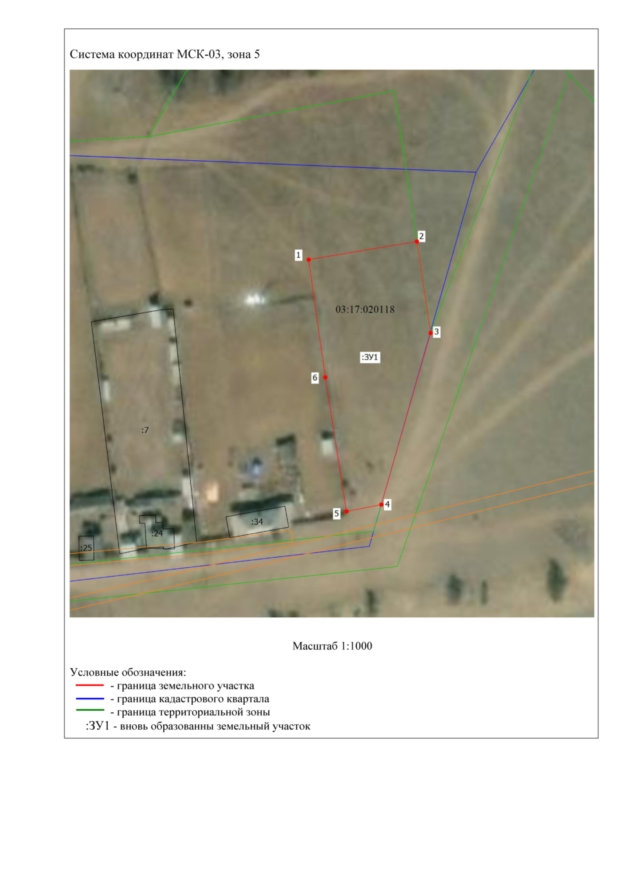 Система координат МСК-03, зона 5
2
1
03:17:020118
3
:ЗУ1
6
:7
4
5
:34
:24
:25
Масштаб 1:1000
Условные обозначения:
- граница земельного участка
- граница кадастрового квартала
- граница территориальной зоны
:ЗУ1 - вновь образованны земельный участок